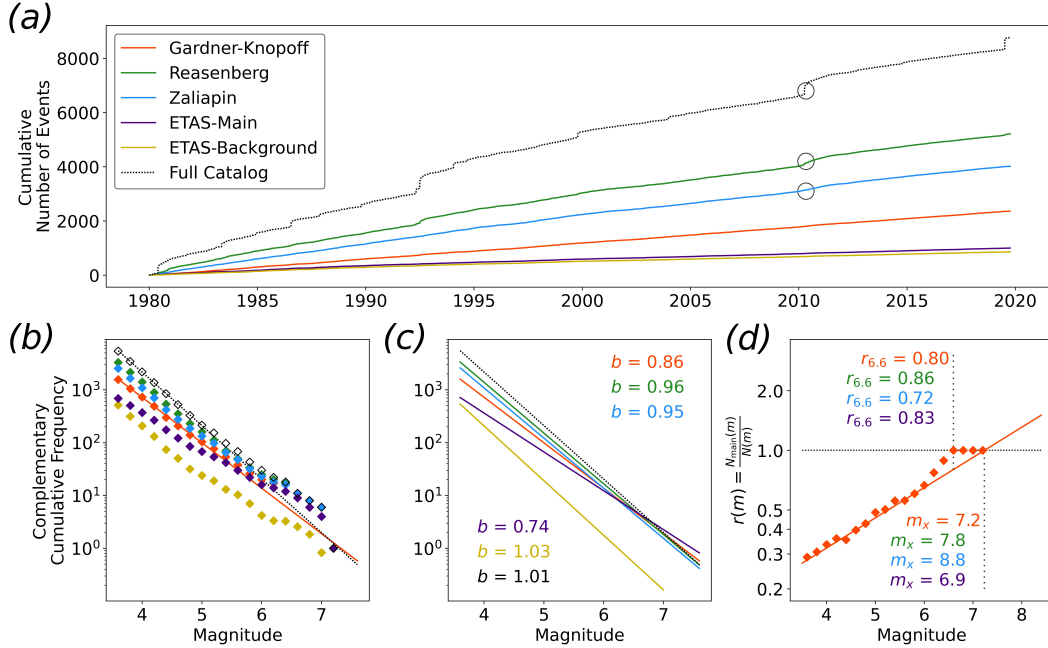 (a)
Cumulative
Number of Events
8000
6000
4000
2000
0
Gardner-Knopoff
Reasenberg
Zaliapin
ETAS-Main
ETAS-Background
Full Catalog
1980 1985 1990 1995 2000 2005 2010 2015 2020
(b)
Complementary
Cumulative Frequency
10³
10²
10¹
10⁰
4 5 6 7
Magnitude
(c)
10³
10²
10¹
10⁰
b = 0.86
b = 0.96
b = 0.95
b = 0.74
b = 1.03
b = 1.01
4 5 6 7
Magnitude
(d)
r(m) = N_main(m)/N(m)
2.0
1.0
0.5
0.4
0.3
0.2
r₆.₆ = 0.80
r₆.₆ = 0.86
r₆.₆ = 0.72
r₆.₆ = 0.83
mₓ = 7.2
mₓ = 7.8
mₓ = 8.8
mₓ = 6.9
4 5 6 7 8
Magnitude